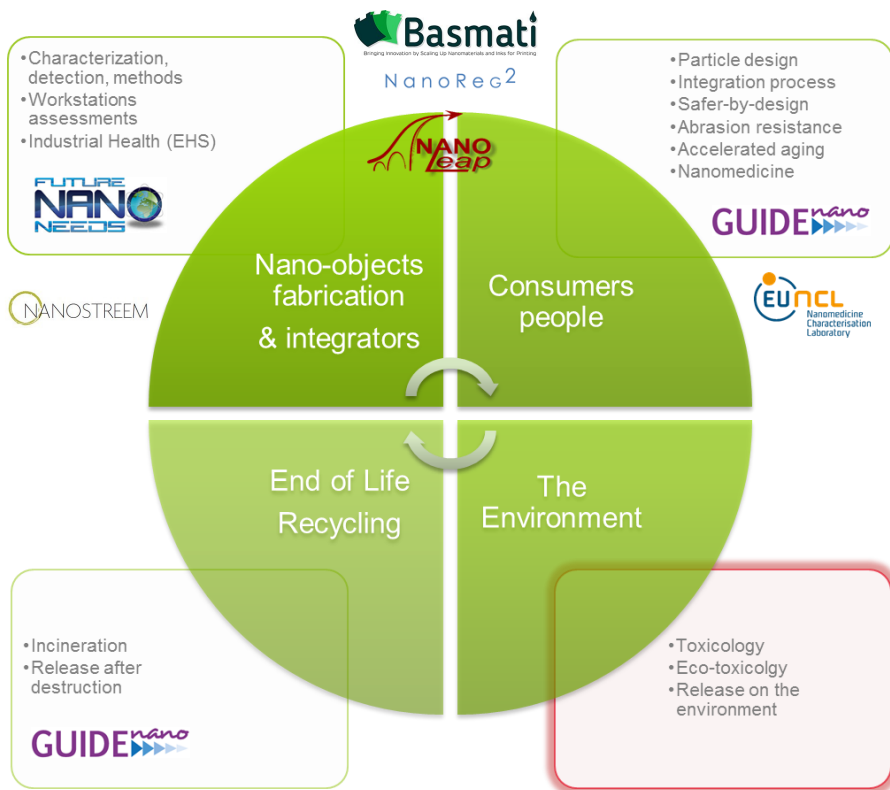 Basmati
Bringing Innovation by Scaling Up Nanomaterials and Inks for Printing
NanoReg2
NANO
Leap
•Characterization,
detection, methods
•Workstations
assessments
•Industrial Health (EHS)
FUTURE
NANO
NEEDS
NANOSTREEM
•Particle design
•Integration process
•Safer-by-design
•Abrasion resistance
•Accelerated aging
•Nanomedicine
GUIDEnano
EUNCL
Nanomedicine
Characterisation
Laboratory
Nano-objects
fabrication
& integrators
Consumers
people
End of Life
Recycling
The
Environment
•Incineration
•Release after
destruction
GUIDEnano
•Toxicology
•Eco-toxicolgy
•Release on the
environment